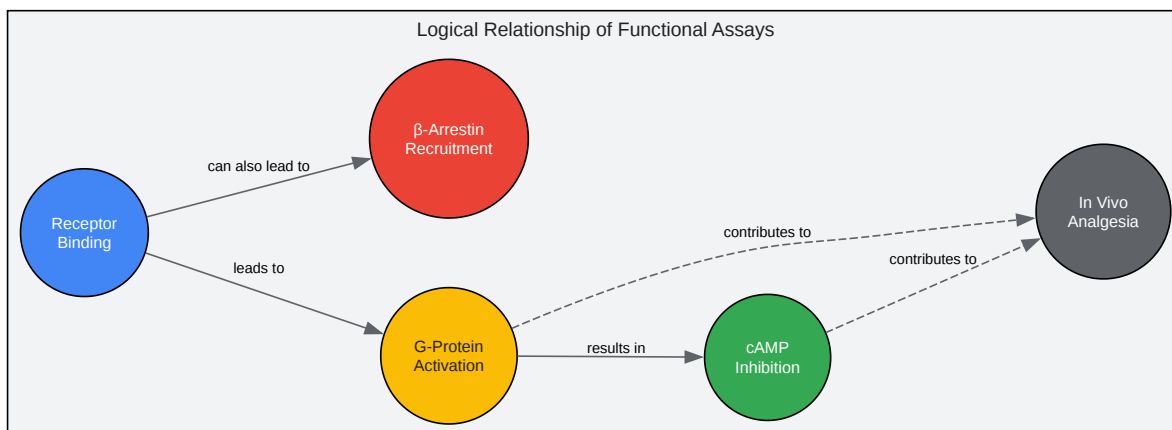 Logical Relationship of Functional Assays
β-Arrestin
Recruitment
can also lead to
In Vivo
Analgesia
Receptor
Binding
contributes to
contributes to
leads to
G-Protein
Activation
results in
cAMP
Inhibition